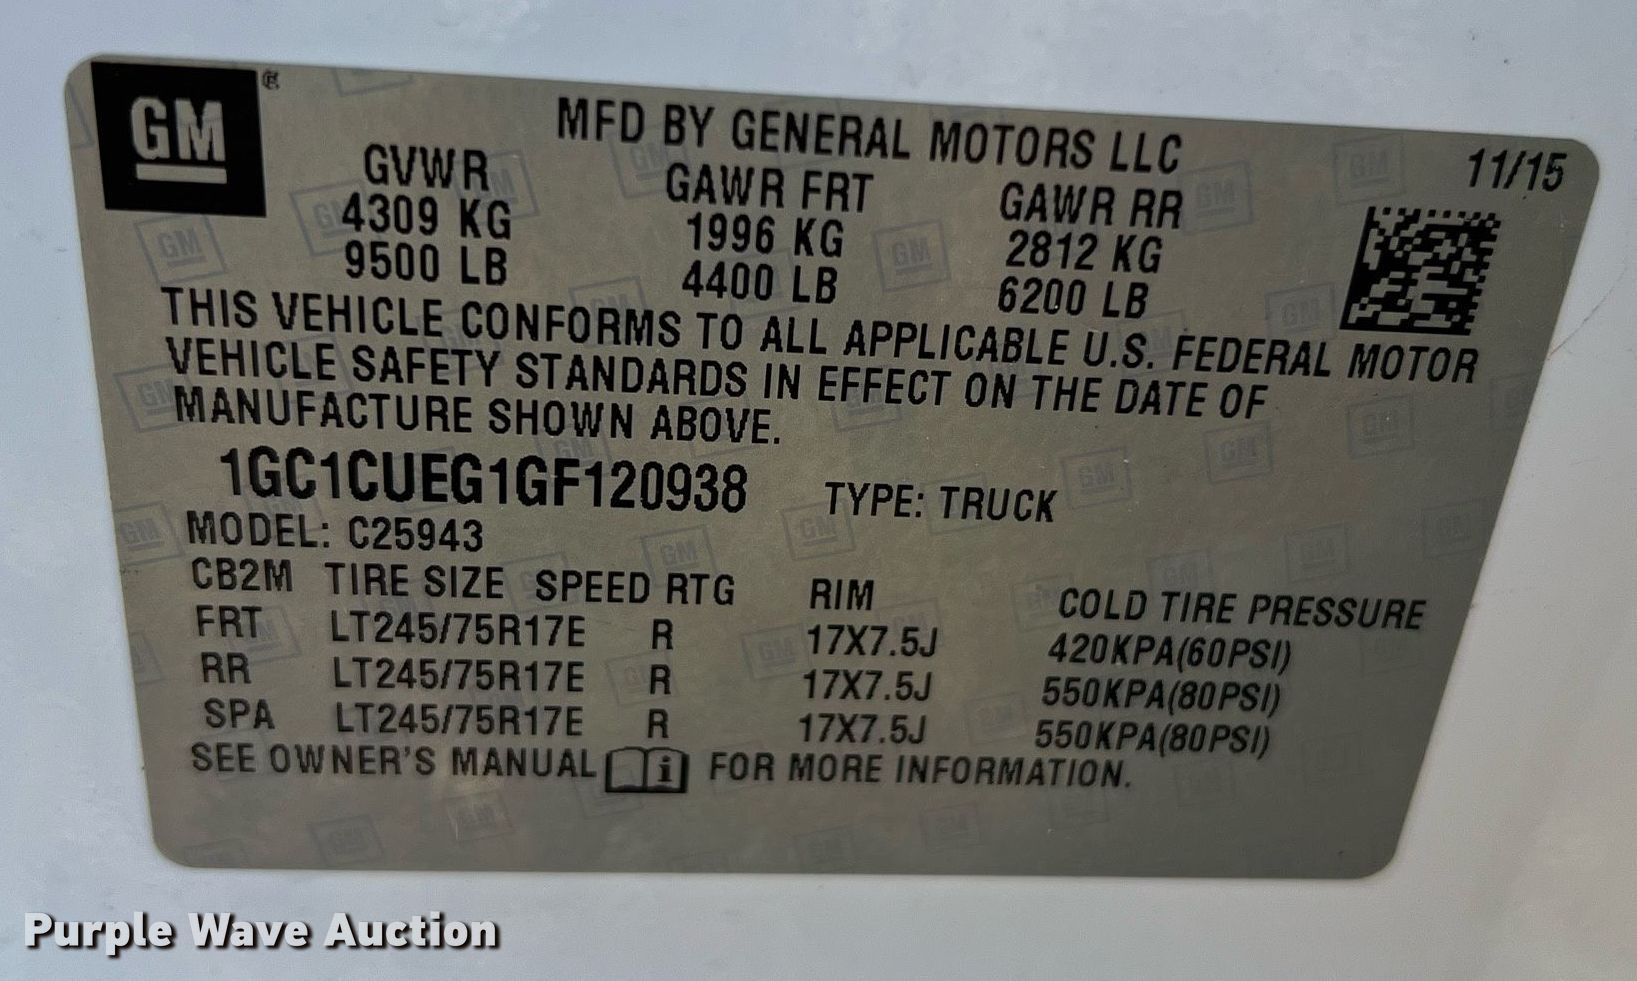 GM
MFD BY GENERAL MOTORS LLC
11/15
GVWR GAWR FRT GAWR RR
4309 KG 1996 KG 2812 KG
9500 LB 4400 LB 6200 LB
THIS VEHICLE CONFORMS TO ALL APPLICABLE U.S. FEDERAL MOTOR
VEHICLE SAFETY STANDARDS IN EFFECT ON THE DATE OF
MANUFACTURE SHOWN ABOVE.
1GC1CUEG1GF120938 TYPE: TRUCK
MODEL: C25943
CB2M TIRE SIZE SPEED RTG RIM COLD TIRE PRESSURE
FRT LT245/75R17E R 17X7.5J 420KPA(60PSI)
RR LT245/75R17E R 17X7.5J 550KPA(80PSI)
SPA LT245/75R17E R 17X7.5J 550KPA(80PSI)
SEE OWNER'S MANUAL i FOR MORE INFORMATION.
Purple Wave Auction